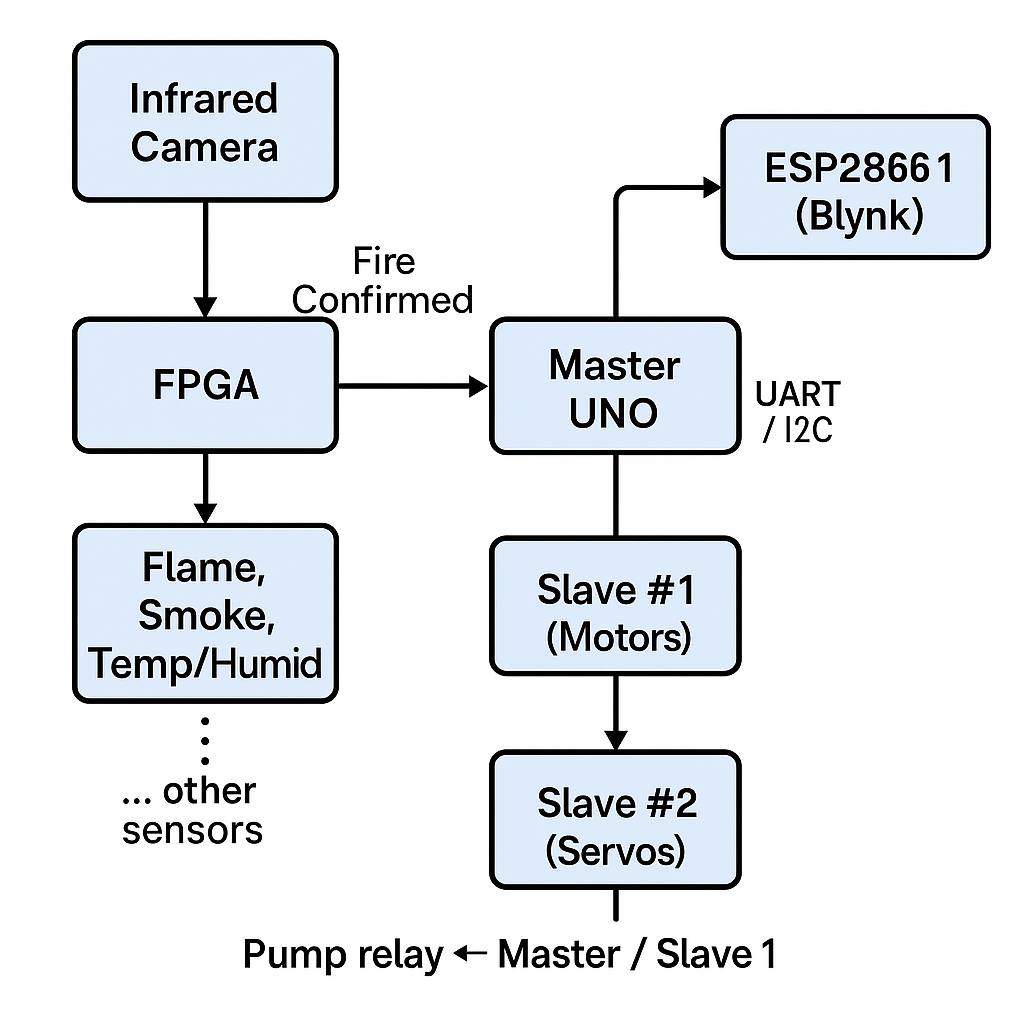 Infrared
Camera
ESP28661
(Blynk)
Fire
Confirmed
FPGA
Master
UNO
UART
/ I2C
Flame,
Smoke,
Temp/Humid
Slave #1
(Motors)
... other
sensors
Slave #2
(Servos)
Pump relay ← Master / Slave 1